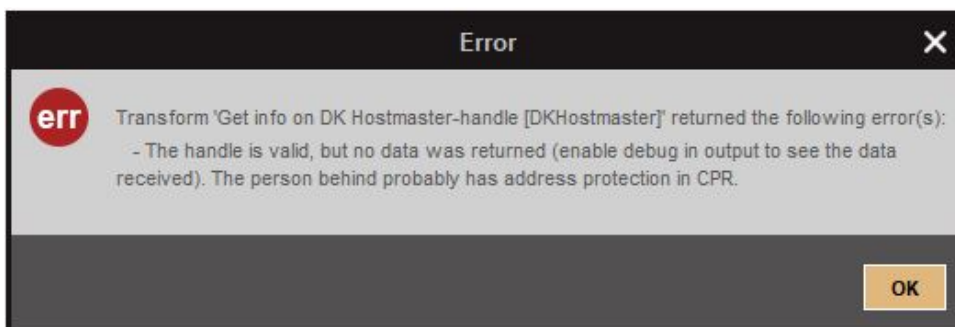 Error
err
Transform 'Get info on DK Hostmaster-handle [DKHostmaster]' returned the following error(s):
- The handle is valid, but no data was returned (enable debug in output to see the data
received). The person behind probably has address protection in CPR.
OK